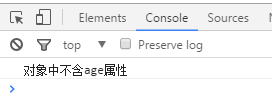 Elements Console Sources
top Preserve log
对象中不含age属性